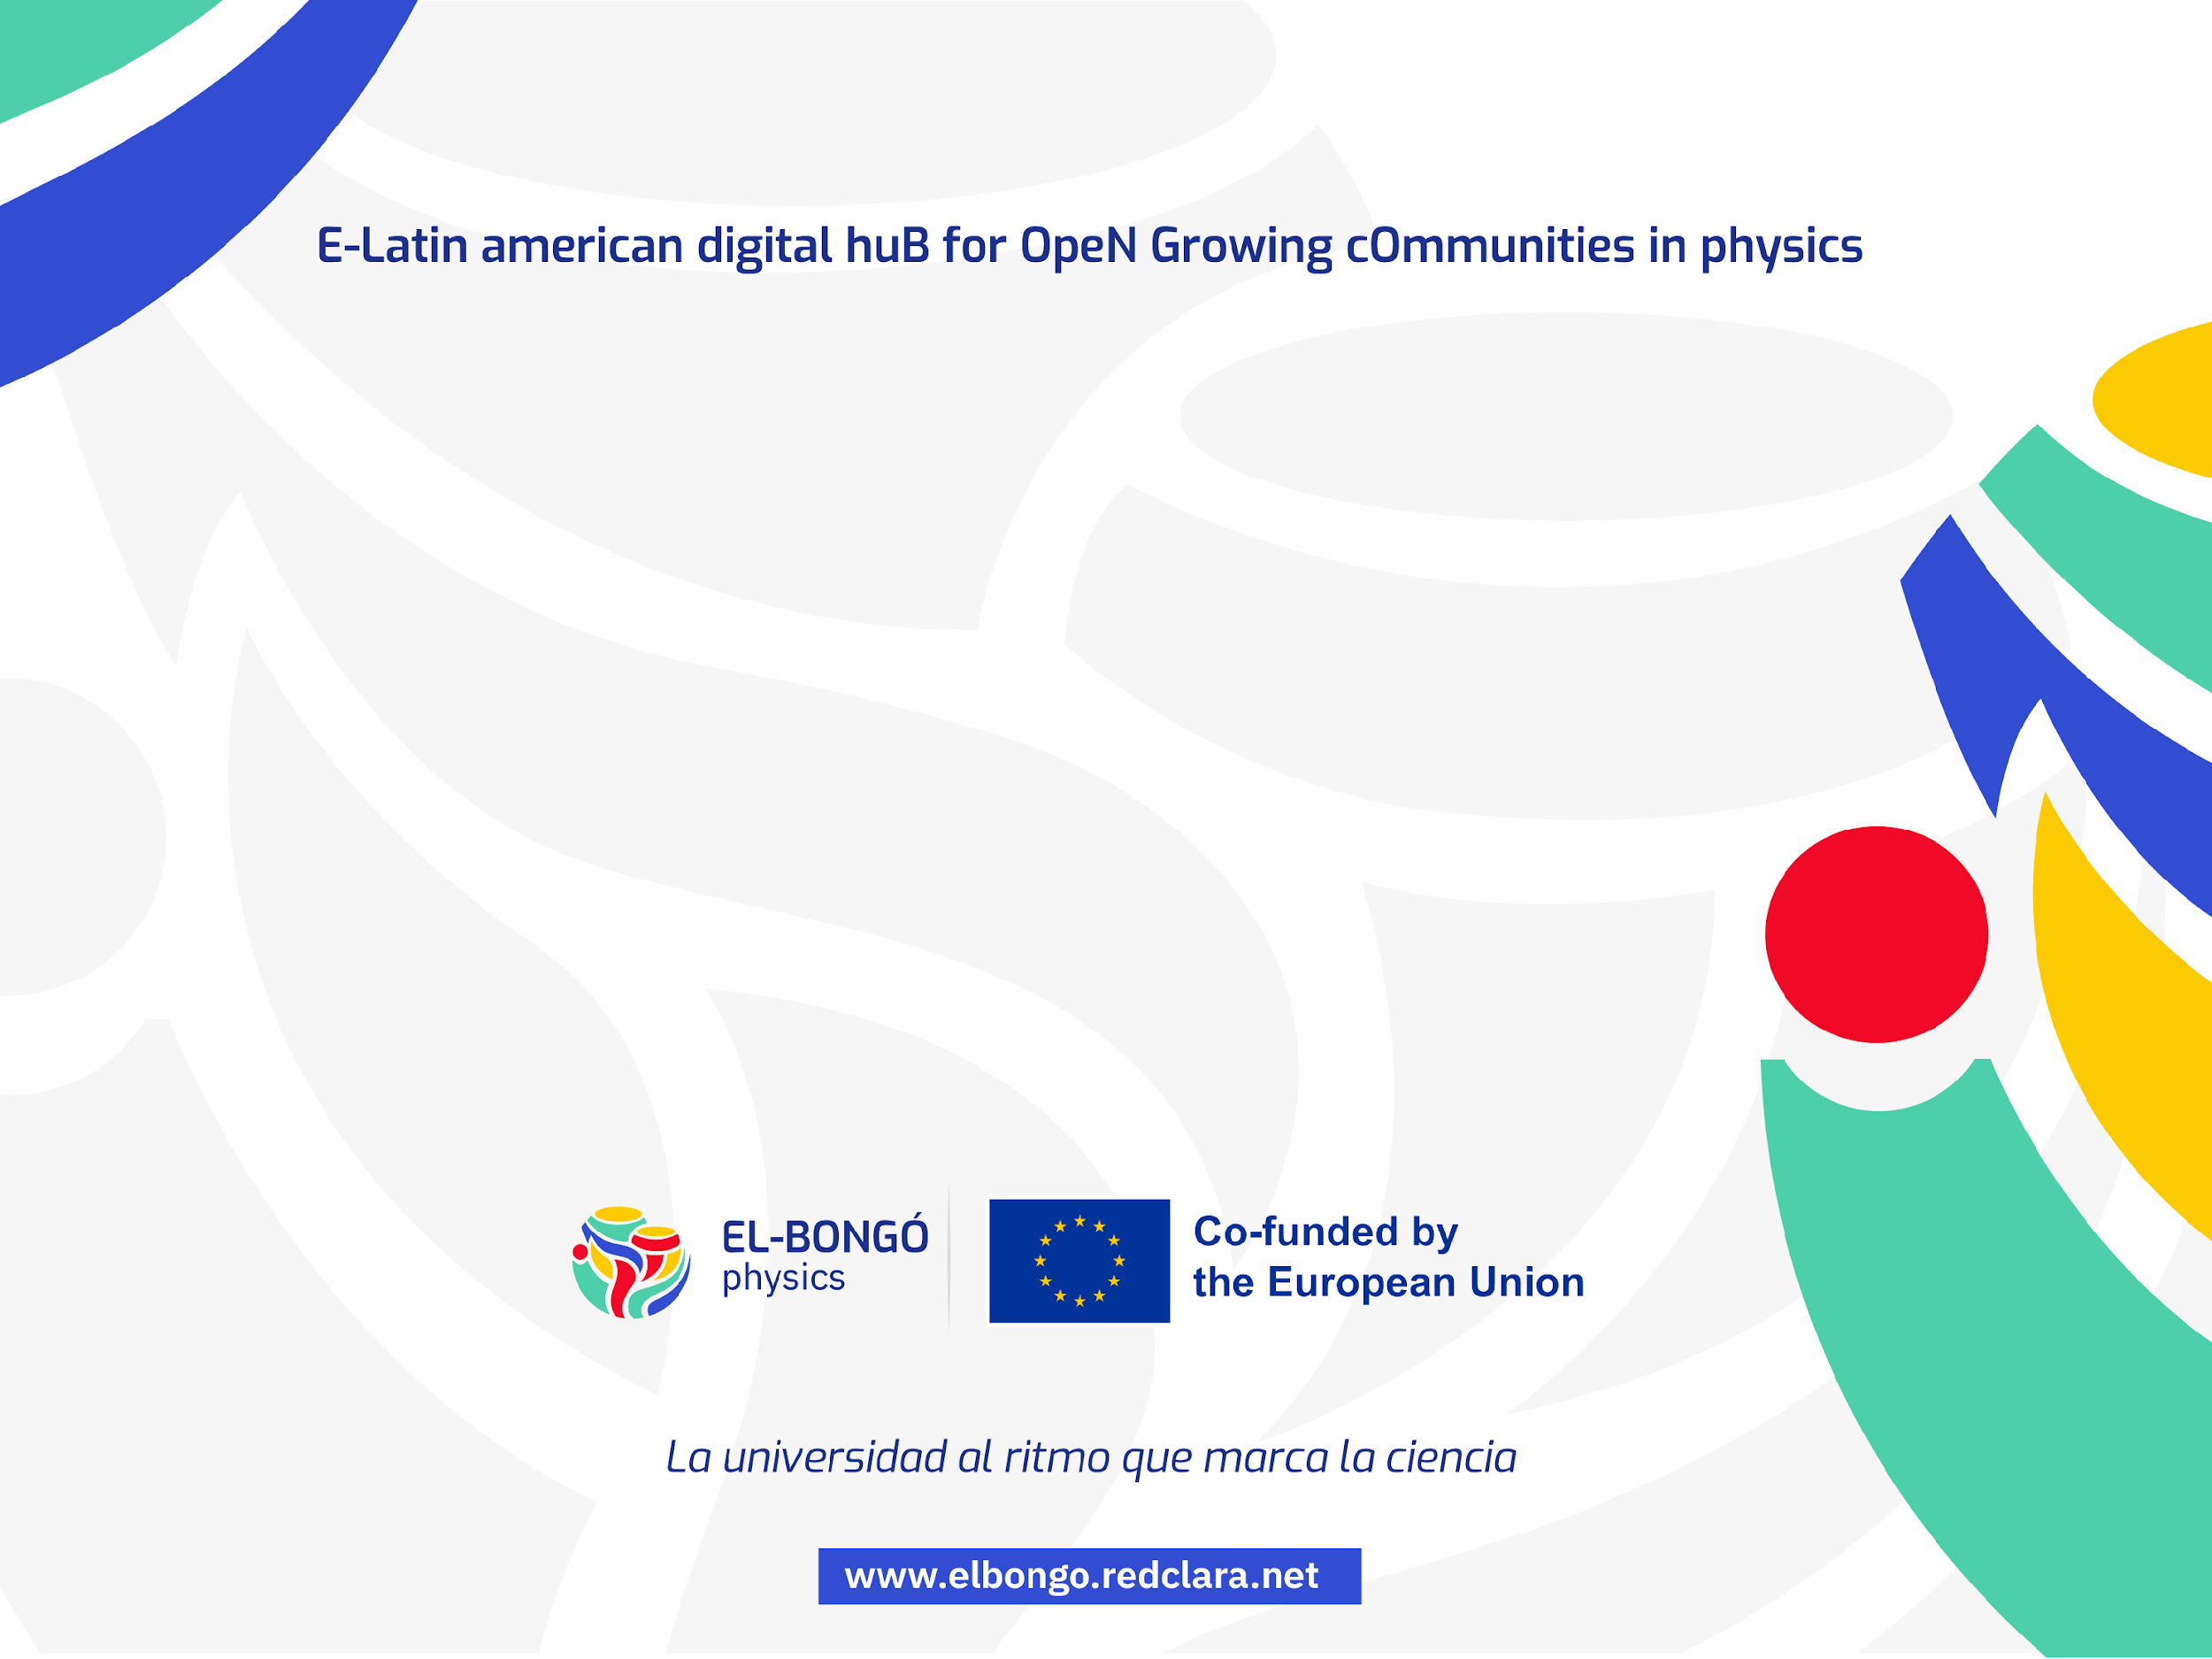 E-Latin american digital huB for OpeN Growing cOmmunities in physics
EL-BONGÓ
physics
Co-funded by
the European Union
La universidad al ritmo que marca la ciencia
www.elbongo.redclara.net